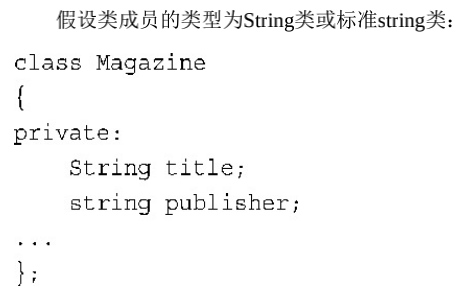 假设类成员的类型为String类或标准string类：
class Magazine
{
private:
    String title;
    string publisher;
...
};